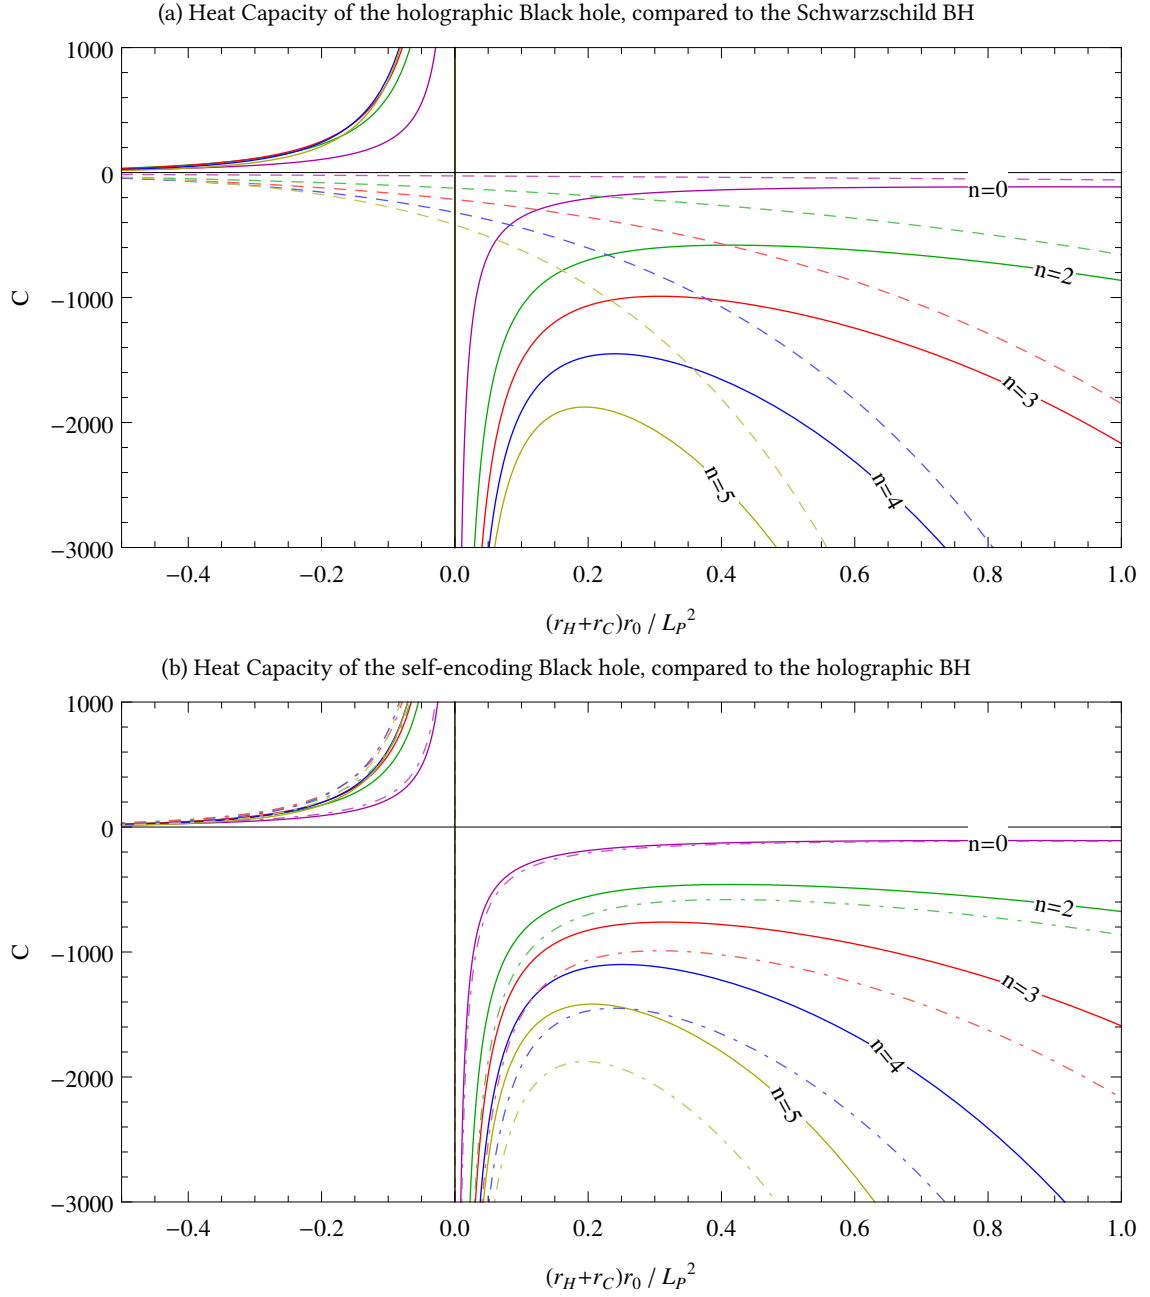 (a) Heat Capacity of the holographic Black hole, compared to the Schwarzschild BH
1000
0
−1000
−2000
−3000
C
n=0
n=2
n=3
n=4
n=5
−0.4 −0.2 0.0 0.2 0.4 0.6 0.8 1.0
(r_H+r_C)r_0 / L_P^2
(b) Heat Capacity of the self-encoding Black hole, compared to the holographic BH
1000
0
−1000
−2000
−3000
C
n=0
n=2
n=3
n=4
n=5
−0.4 −0.2 0.0 0.2 0.4 0.6 0.8 1.0
(r_H+r_C)r_0 / L_P^2